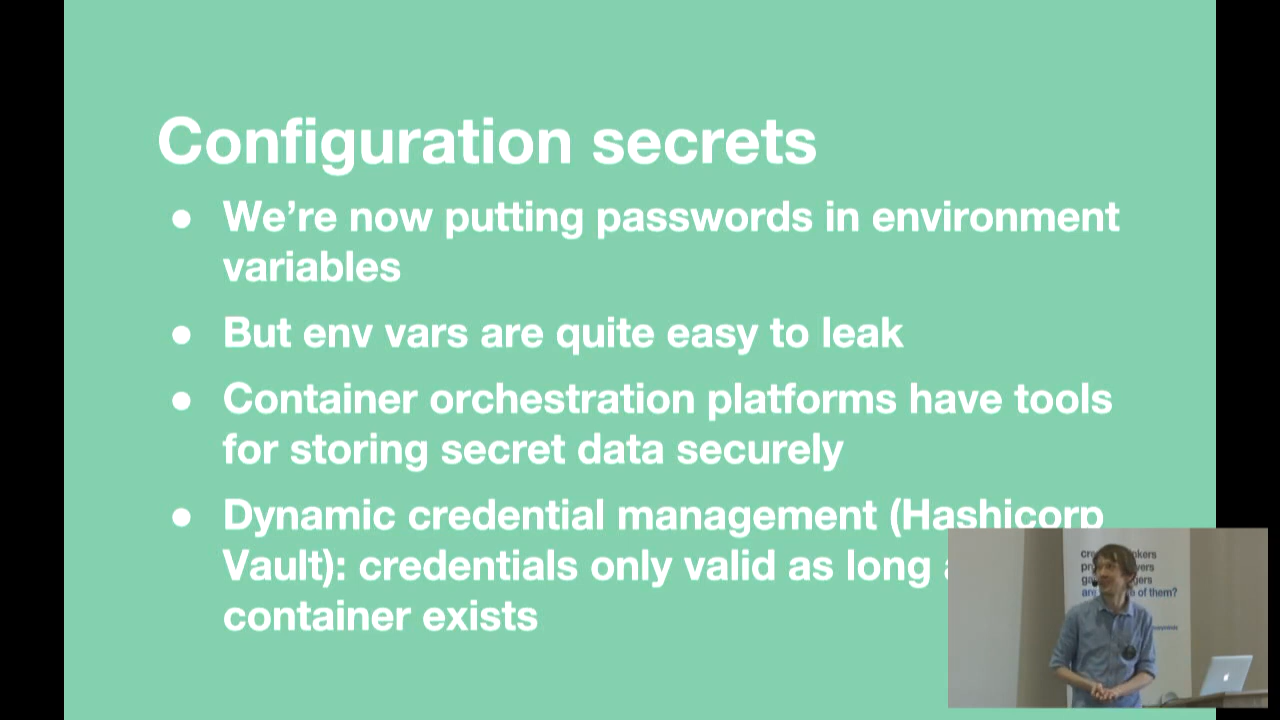 Configuration secrets
● We're now putting passwords in environment
variables
● But env vars are quite easy to leak
● Container orchestration platforms have tools
for storing secret data securely
● Dynamic credential management (Hashicorp
Vault): credentials only valid as long
container exists
of them?